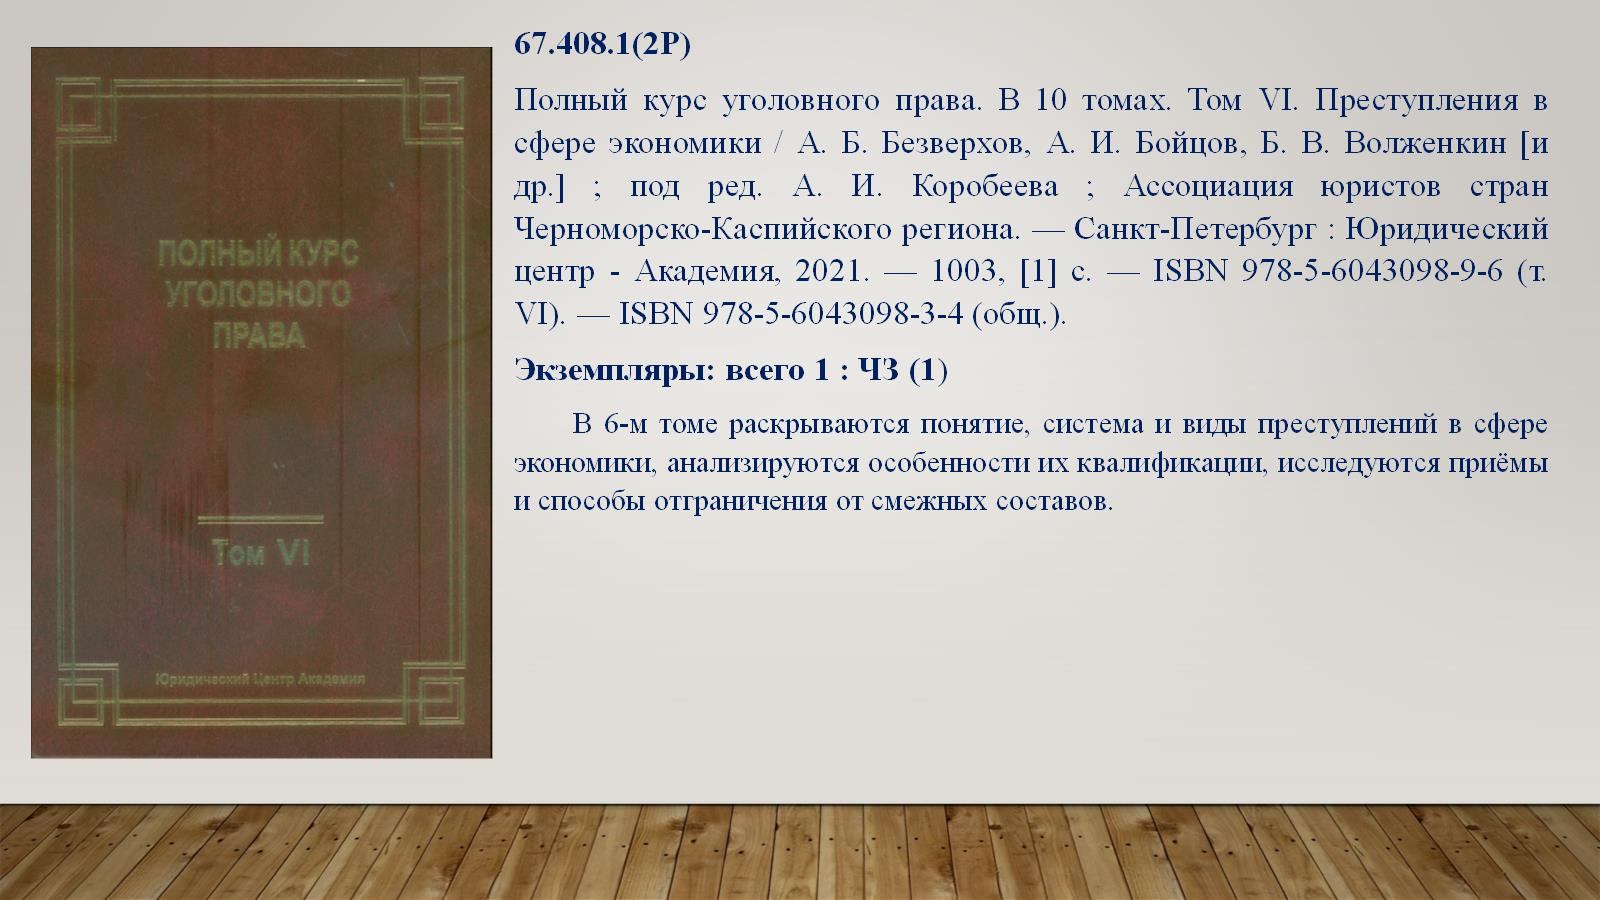 ПОЛНЫЙ КУРС
УГОЛОВНОГО
ПРАВА
Том VI
Юридический Центр Академия
67.408.1(2Р)
Полный курс уголовного права. В 10 томах. Том VI. Преступления в
сфере экономики / А. Б. Безверхов, А. И. Бойцов, Б. В. Волженкин [и
др.] ; под ред. А. И. Коробеева ; Ассоциация юристов стран
Черноморско-Каспийского региона. — Санкт-Петербург : Юридический
центр - Академия, 2021. — 1003, [1] с. — ISBN 978-5-6043098-9-6 (т.
VI). — ISBN 978-5-6043098-3-4 (общ.).
Экземпляры: всего 1 : ЧЗ (1)
В 6-м томе раскрываются понятие, система и виды преступлений в сфере
экономики, анализируются особенности их квалификации, исследуются приёмы
и способы отграничения от смежных составов.